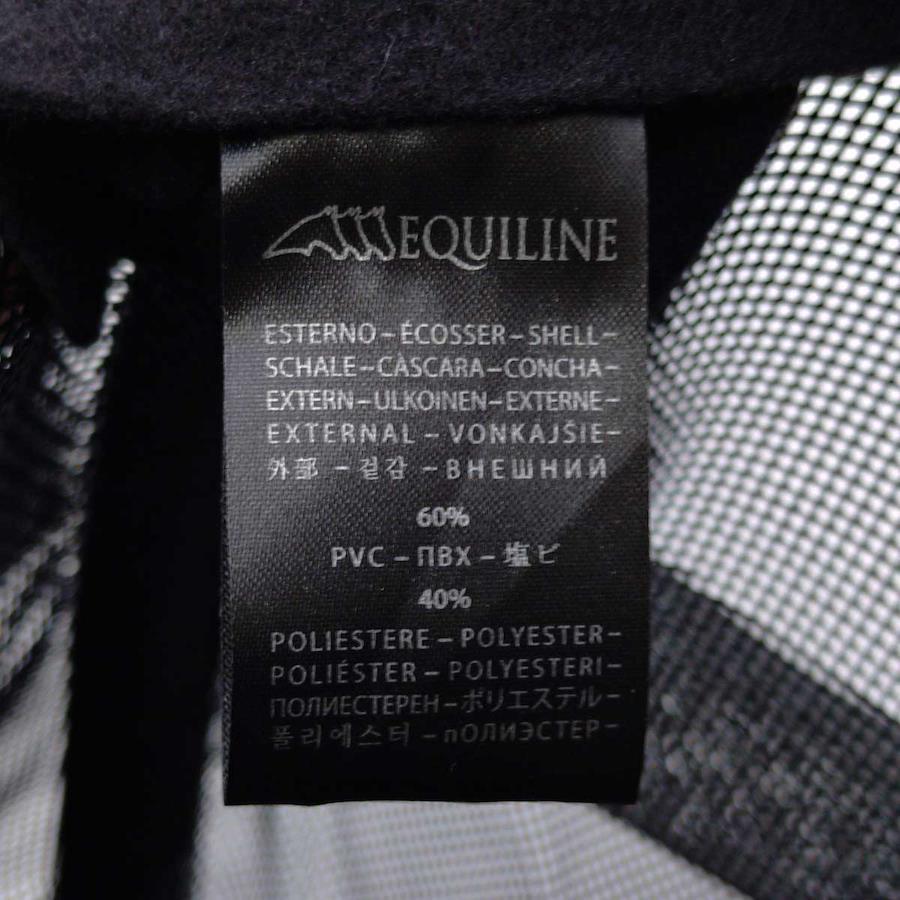 EQUILINE
ESTERNO – ÉCOSSER – SHELL –
SCHALE – CÀSCARA – CONCHA –
EXTERN – ULKOINEN – EXTERNE –
EXTERNAL – VONKAJŠIE –
外部 – 겉감 – ВНЕШНИЙ
60%
PVC – ПВХ – 塩ビ
40%
POLIESTERE – POLYESTER –
POLIÉSTER – POLYESTERI –
ПОЛИЕСТЕРЕН – ポリエステル –
폴리에스터 – пОЛИЭСТЕР –